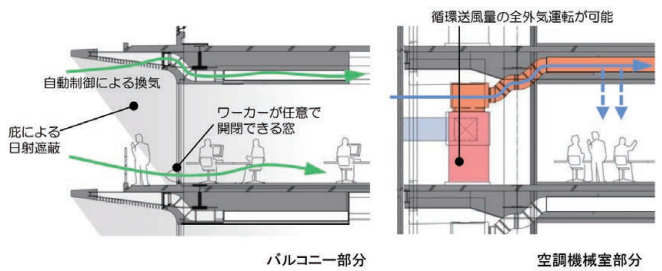 自動制御による換気
庇による
日射遮蔽
ワーカーが任意で
開閉できる窓
バルコニー部分
循環送風量の全外気運転が可能
空調機械室部分